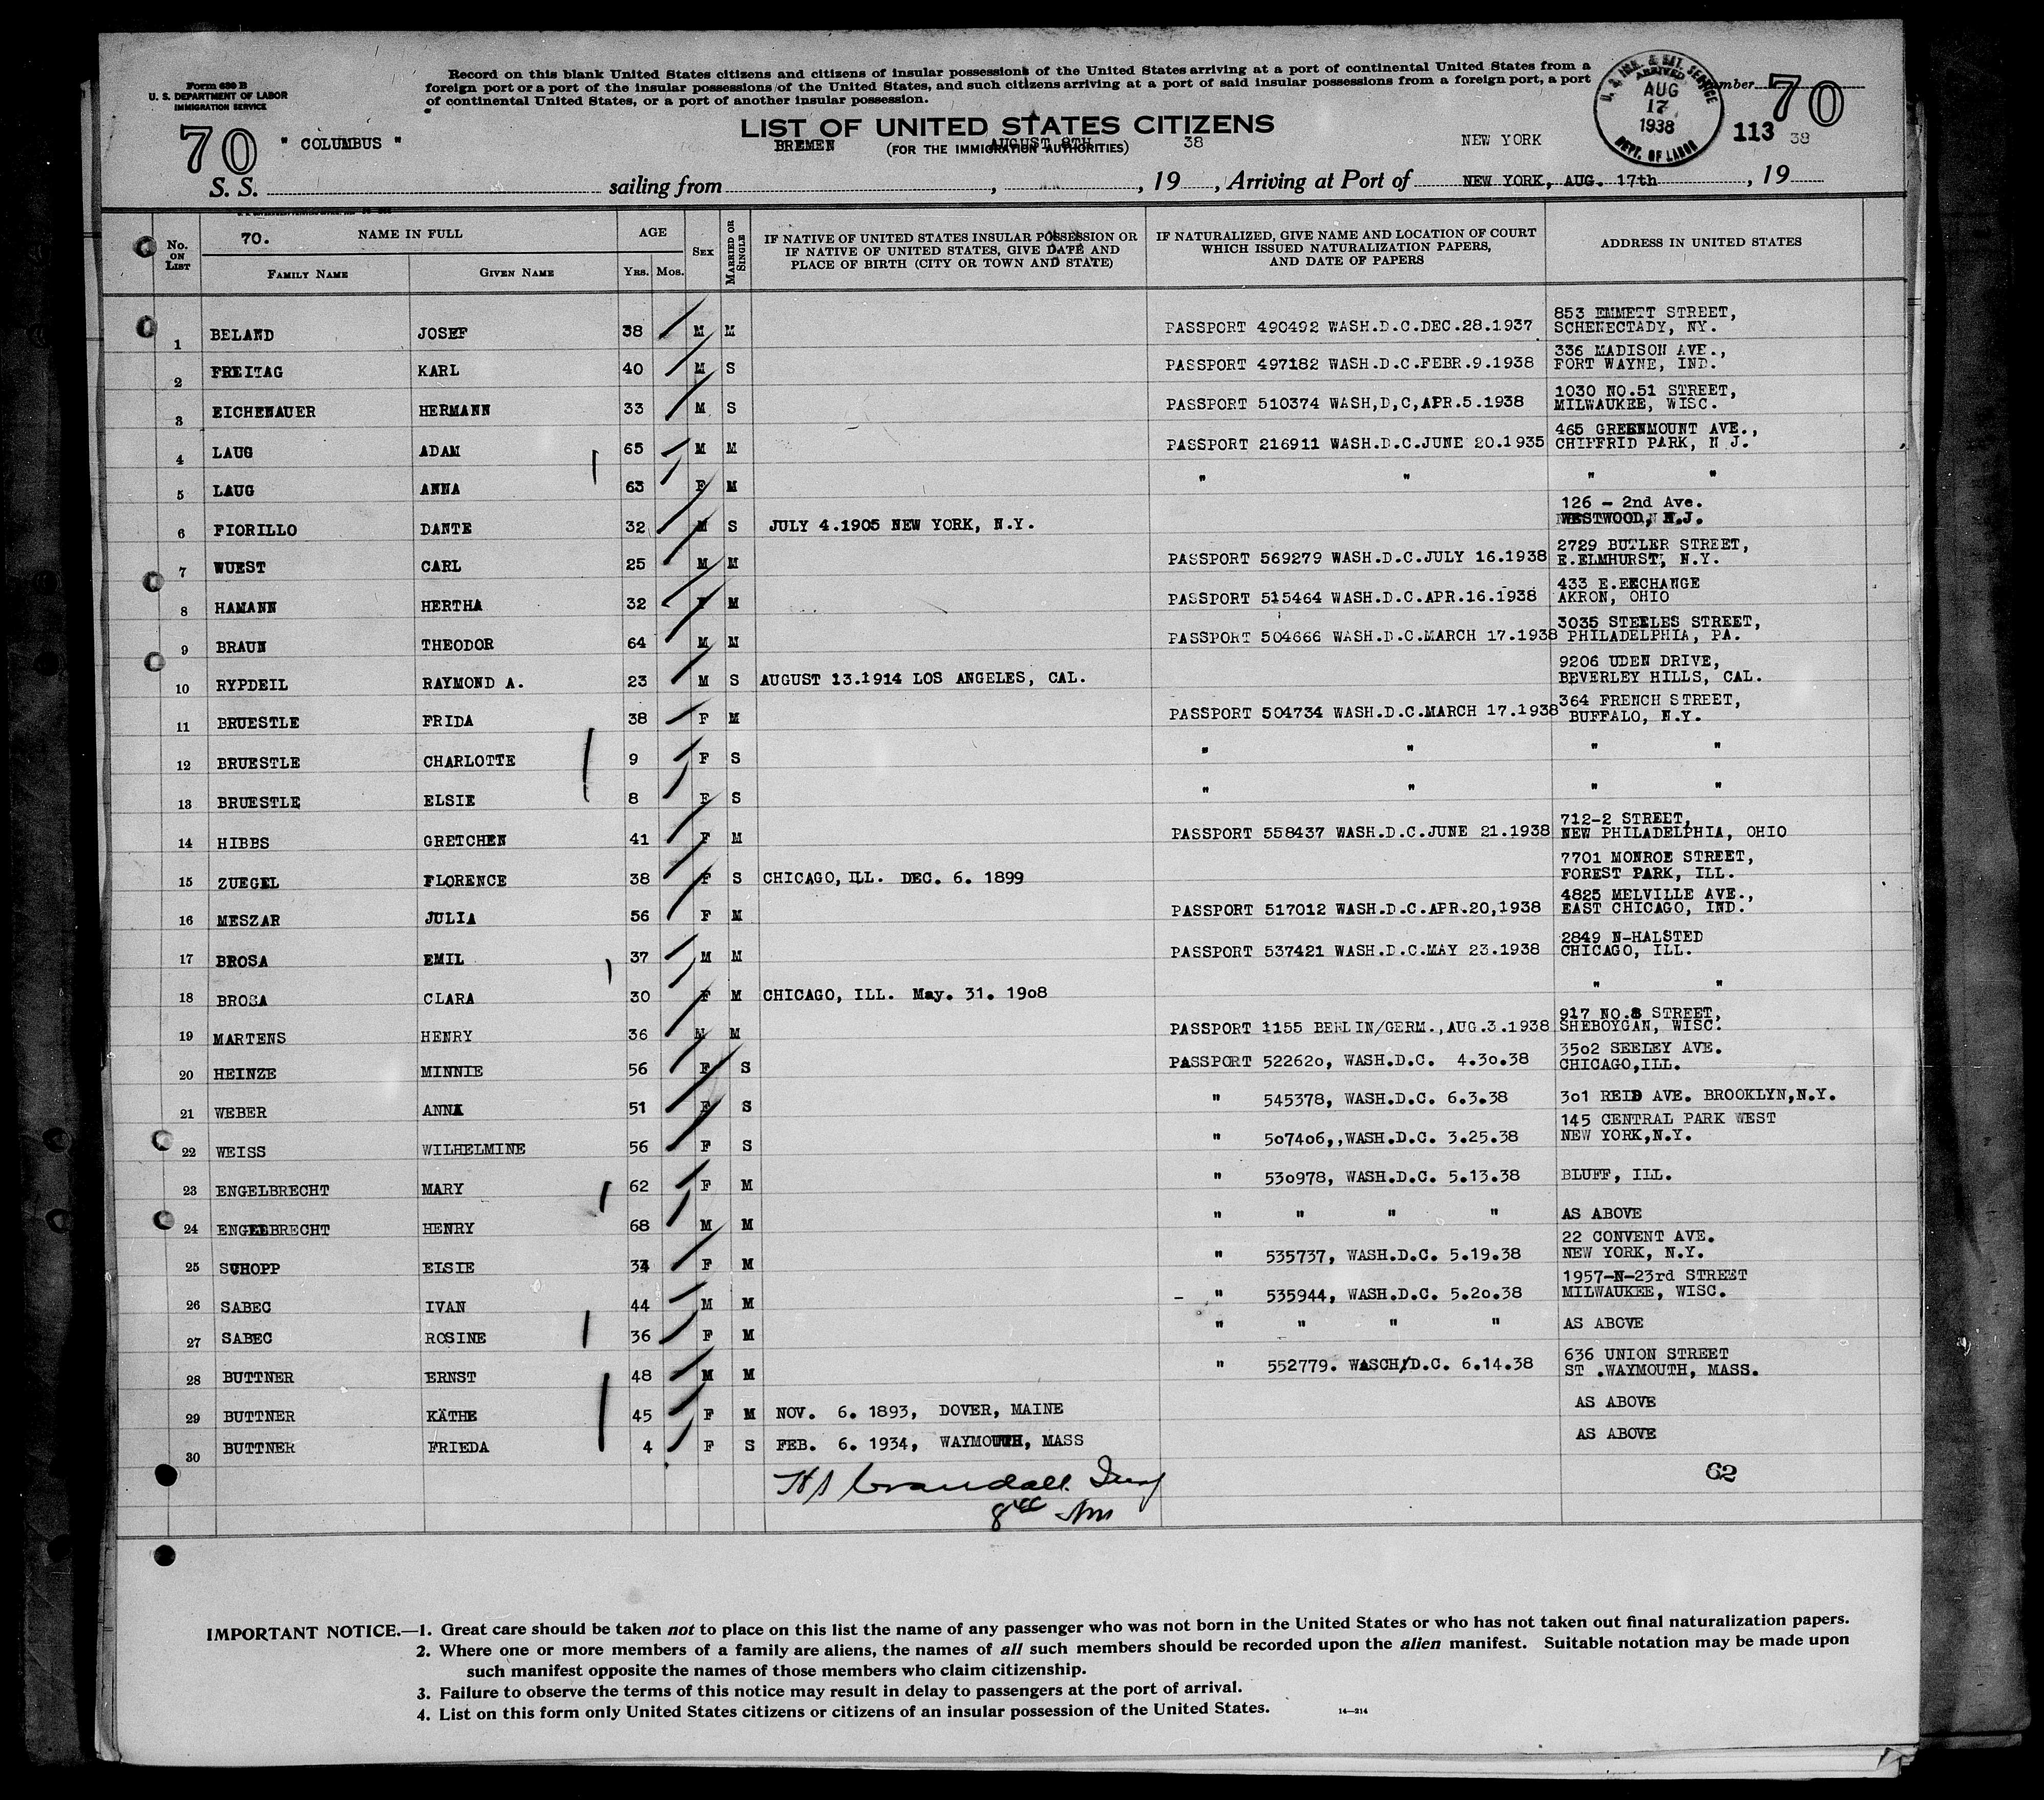 Form 630 B
U. S. DEPARTMENT OF LABOR
IMMIGRATION SERVICE
Record on this blank United States citizens and citizens of insular possessions of the United States arriving at a port of continental United States from a
foreign port or a port of the insular possessions of the United States, and such citizens arriving at a port of said insular possessions from a foreign port, a port
of continental United States, or a port of another insular possession.
U. S. IMM. & NAT. SERVICE
ARRIVED
AUG
17
1938
DEPT. OF LABOR
70
113 38
70 " COLUMBUS "
LIST OF UNITED STATES CITIZENS
(FOR THE IMMIGRATION AUTHORITIES)
BREMEN AUGUST 8TH 38 NEW YORK
S. S. sailing from , , 19 , Arriving at Port of NEW YORK, AUG. 17th , 19
No. ON LIST
70. NAME IN FULL
FAMILY NAME GIVEN NAME
AGE
YRS. MOS.
SEX
MARRIED OR SINGLE
IF NATIVE OF UNITED STATES INSULAR POSSESSION OR
IF NATIVE OF UNITED STATES, GIVE DATE AND
PLACE OF BIRTH (CITY OR TOWN AND STATE)
IF NATURALIZED, GIVE NAME AND LOCATION OF COURT
WHICH ISSUED NATURALIZATION PAPERS,
AND DATE OF PAPERS
ADDRESS IN UNITED STATES
1 BELAND JOSEF 38 M M PASSPORT 490492 WASH.D.C.DEC.28.1937 853 EMMETT STREET,
SCHENECTADY, NY.
2 FREITAG KARL 40 M S PASSPORT 497182 WASH.D.C.FEBR.9.1938 336 MADISON AVE.,
FORT WAYNE, IND.
3 EICHENAUER HERMANN 33 M S PASSPORT 510374 WASH,D,C,APR.5.1938 1030 NO.51 STREET,
MILWAUKEE, WISC.
4 LAUG ADAM 65 M M PASSPORT 216911 WASH.D.C.JUNE 20.1935 465 GREENMOUNT AVE.,
CHIFFRID PARK, N J.
5 LAUG ANNA 63 F M " " " "
6 FIORILLO DANTE 32 M S JULY 4.1905 NEW YORK, N.Y. 126 - 2nd Ave.
WESTWOOD, N.J.
7 WUEST CARL 25 M M PASSPORT 569279 WASH.D.C.JULY 16.1938 2729 BUTLER STREET,
E.ELMHURST, N.Y.
8 HAMANN HERTHA 32 F M PASSPORT 515464 WASH.D.C.APR.16.1938 433 E.EXCHANGE
AKRON, OHIO
9 BRAUN THEODOR 64 M M PASSPORT 504666 WASH.D.C.MARCH 17.1938 3035 STEELES STREET,
PHILADELPHIA, PA.
10 RYPDEIL RAYMOND A. 23 M S AUGUST 13.1914 LOS ANGELES, CAL. 9206 UDEN DRIVE,
BEVERLEY HILLS, CAL.
11 BRUESTLE FRIDA 38 F M PASSPORT 504734 WASH.D.C.MARCH 17.1938 364 FRENCH STREET,
BUFFALO, N.Y.
12 BRUESTLE CHARLOTTE 9 F S " " " "
13 BRUESTLE ELSIE 8 F S " " " "
14 HIBBS GRETCHEN 41 F M PASSPORT 558437 WASH.D.C.JUNE 21.1938 712-2 STREET,
NEW PHILADELPHIA, OHIO
15 ZUEGEL FLORENCE 38 F S CHICAGO, ILL. DEC. 6. 1899 7701 MONROE STREET,
FOREST PARK, ILL.
16 MESZAR JULIA 56 F M PASSPORT 517012 WASH.D.C.APR.20,1938 4825 MELVILLE AVE.,
EAST CHICAGO, IND.
17 BROSA EMIL 37 M M PASSPORT 537421 WASH.D.C.MAY 23.1938 2849 N-HALSTED
CHICAGO, ILL.
18 BROSA CLARA 30 F M CHICAGO, ILL. May. 31. 1908 " "
19 MARTENS HENRY 36 M M PASSPORT 1155 BERLIN/GERM.,AUG.3.1938 917 NO.8 STREET,
SHEBOYGAN, WISC.
20 HEINZE MINNIE 56 F S PASSPORT 522620, WASH.D.C. 4.30.38 3502 SEELEY AVE.
CHICAGO,ILL.
21 WEBER ANNA 51 F S " 545378, WASH.D.C. 6.3.38 301 REID AVE. BROOKLYN,N.Y.
22 WEISS WILHELMINE 56 F S " 507406,,WASH.D.C. 3.25.38 145 CENTRAL PARK WEST
NEW YORK,N.Y.
23 ENGELBRECHT MARY 62 F M " 530978, WASH.D.C. 5.13.38 BLUFF, ILL.
24 ENGELBRECHT HENRY 68 M M " " " " AS ABOVE
25 SCHOPP ELSIE 34 F M " 535737, WASH.D.C. 5.19.38 22 CONVENT AVE.
NEW YORK, N.Y.
26 SABEC IVAN 44 M M - " 535944, WASH.D.C. 5.20.38 1957-N-23rd STREET
MILWAUKEE, WISC.
27 SABEC ROSINE 36 F M " " " " AS ABOVE
28 BUTTNER ERNST 48 M M " 552779. WASCH/D.C. 6.14.38 636 UNION STREET
ST .WAYMOUTH, MASS.
29 BUTTNER KÄTHE 45 F M NOV. 6. 1893, DOVER, MAINE AS ABOVE
30 BUTTNER FRIEDA 4 F S FEB. 6. 1934, WAYMOUTH, MASS AS ABOVE
Crandall
62
IMPORTANT NOTICE.—1. Great care should be taken not to place on this list the name of any passenger who was not born in the United States or who has not taken out final naturalization papers.
2. Where one or more members of a family are aliens, the names of all such members should be recorded upon the alien manifest. Suitable notation may be made upon
such manifest opposite the names of those members who claim citizenship.
3. Failure to observe the terms of this notice may result in delay to passengers at the port of arrival.
4. List on this form only United States citizens or citizens of an insular possession of the United States.
14—214